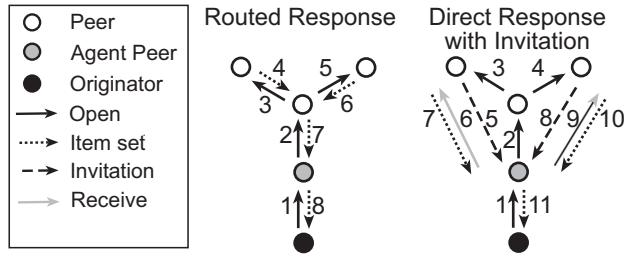 Peer
Agent Peer
Originator
Open
Item set
Invitation
Receive
Routed Response
4
5
3
6
2
7
1
8
Direct Response
with Invitation
3
4
7
6
5
2
8
9
10
1
11